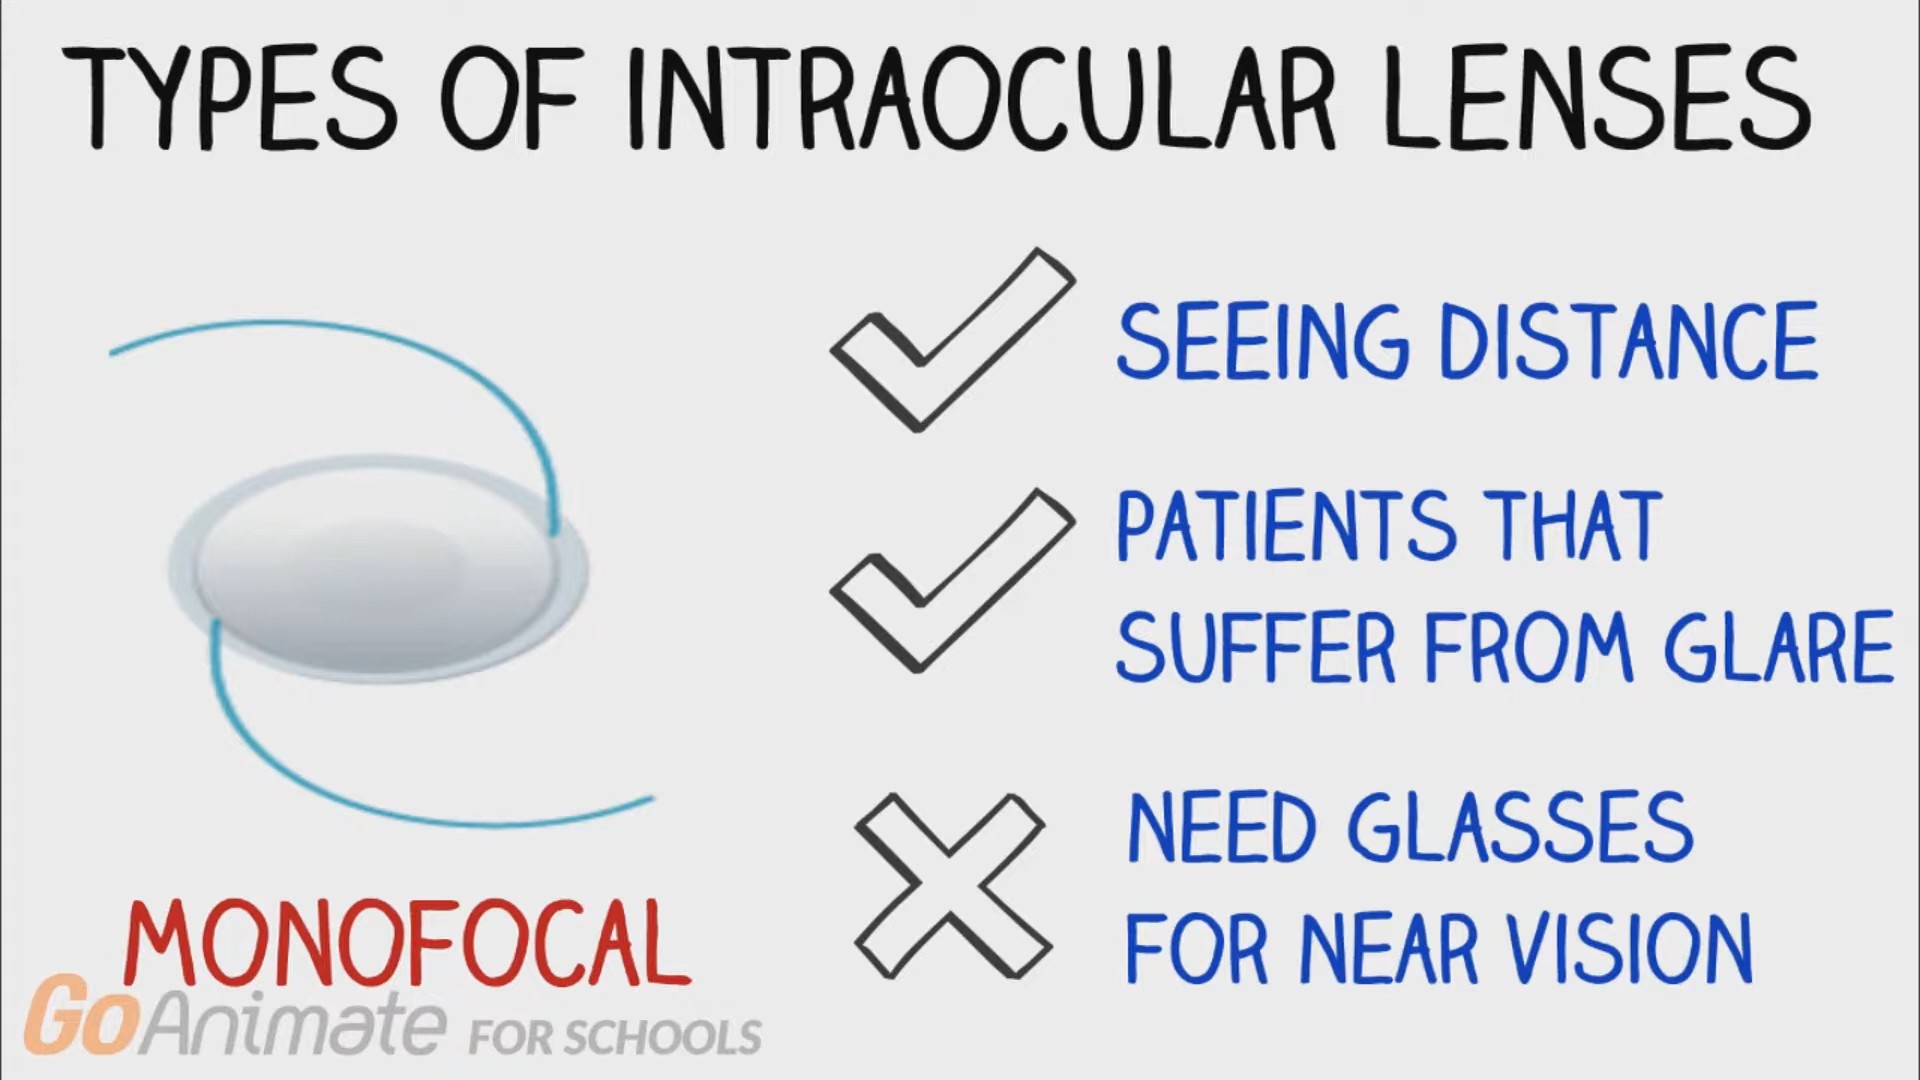 TYPES OF INTRAOCULAR LENSES
SEEING DISTANCE
PATIENTS THAT
SUFFER FROM GLARE
NEED GLASSES
FOR NEAR VISION
MONOFOCAL
GoAnimate FOR SCHOOLS